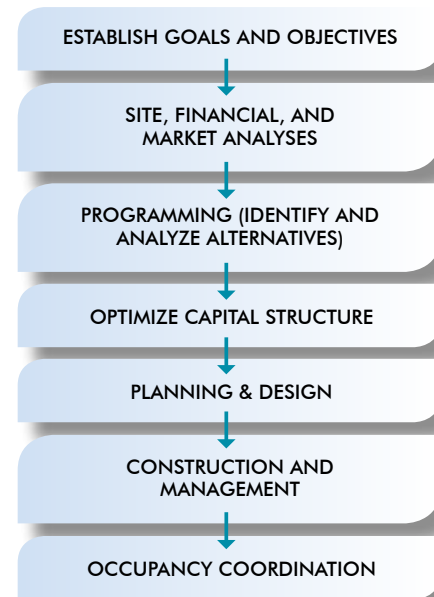 ESTABLISH GOALS AND OBJECTIVES
SITE, FINANCIAL, AND
MARKET ANALYSES
PROGRAMMING (IDENTIFY AND
ANALYZE ALTERNATIVES)
OPTIMIZE CAPITAL STRUCTURE
PLANNING & DESIGN
CONSTRUCTION AND
MANAGEMENT
OCCUPANCY COORDINATION